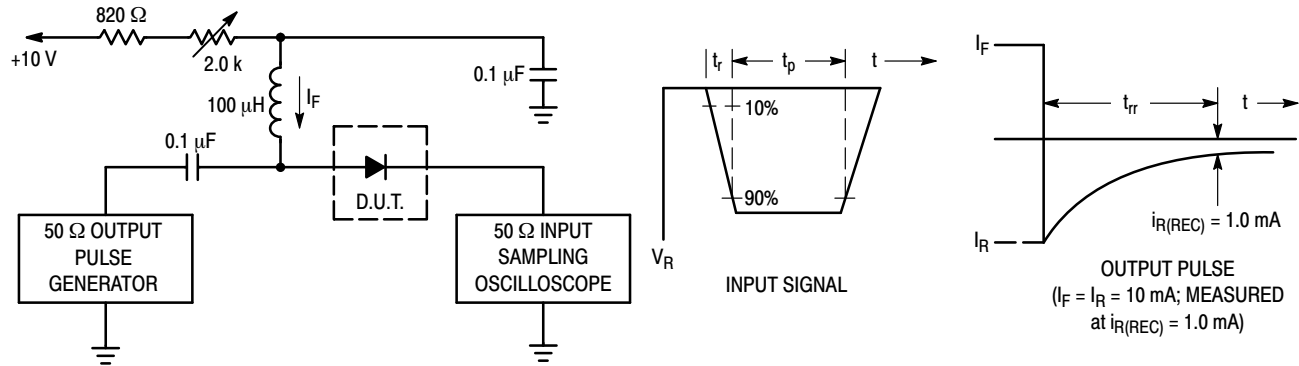 820 Ω
+10 V
2.0 k
100 µH
I_F
0.1 µF
0.1 µF
D.U.T.
50 Ω OUTPUT
PULSE
GENERATOR
50 Ω INPUT
SAMPLING
OSCILLOSCOPE
t_r
t_p
t
10%
90%
V_R
INPUT SIGNAL
I_F
t_rr
t
I_R
i_R(REC) = 1.0 mA
OUTPUT PULSE
(I_F = I_R = 10 mA; MEASURED
at i_R(REC) = 1.0 mA)